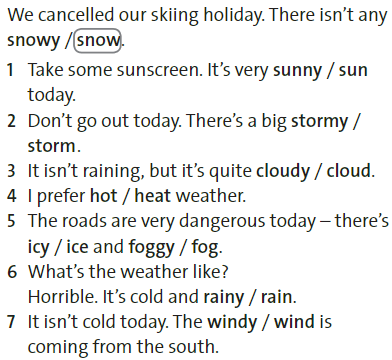 We cancelled our skiing holiday. There isn't any
snowy / snow.
1 Take some sunscreen. It's very sunny / sun
today.
2 Don't go out today. There's a big stormy /
storm.
3 It isn't raining, but it's quite cloudy / cloud.
4 I prefer hot / heat weather.
5 The roads are very dangerous today – there's
icy / ice and foggy / fog.
6 What's the weather like?
Horrible. It's cold and rainy / rain.
7 It isn't cold today. The windy / wind is
coming from the south.